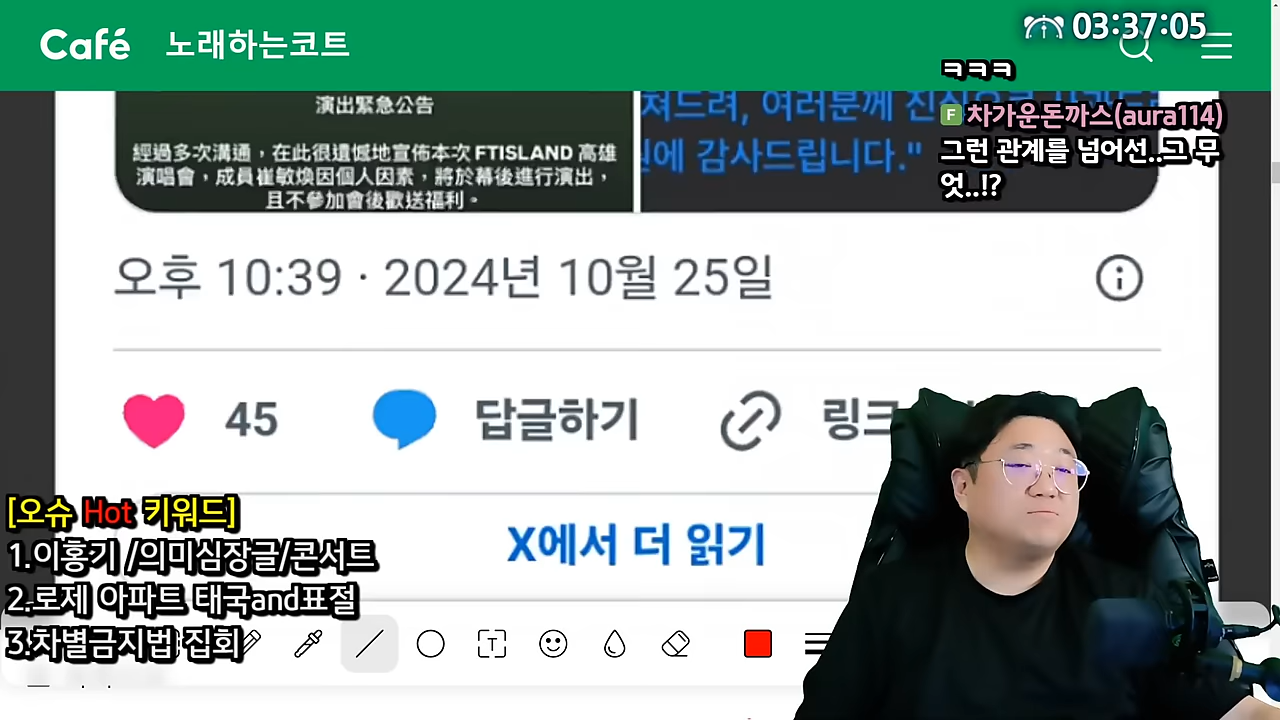 Café 노래하는코트
03:37:05
ㅋㅋㅋ
F 차가운돈까스(aura114)
그런 관계를 넘어선..그 무
엇..!?
演出緊急公告
經過多次溝通，在此很遺憾地宣佈本次 FTISLAND 高雄
演唱會，成員崔敏煥因個人因素，將於幕後進行演出，
且不參加會後歡送福利。
쳐드려, 여러분께
에 감사드립니다."
오후 10:39 · 2024년 10월 25일
45 답글하기 링크
X에서 더 읽기
[오슈 Hot 키워드]
1.이홍기 /의미심장글/콘서트
2.로제 아파트 태국and표절
3.차별금지법 집회
T